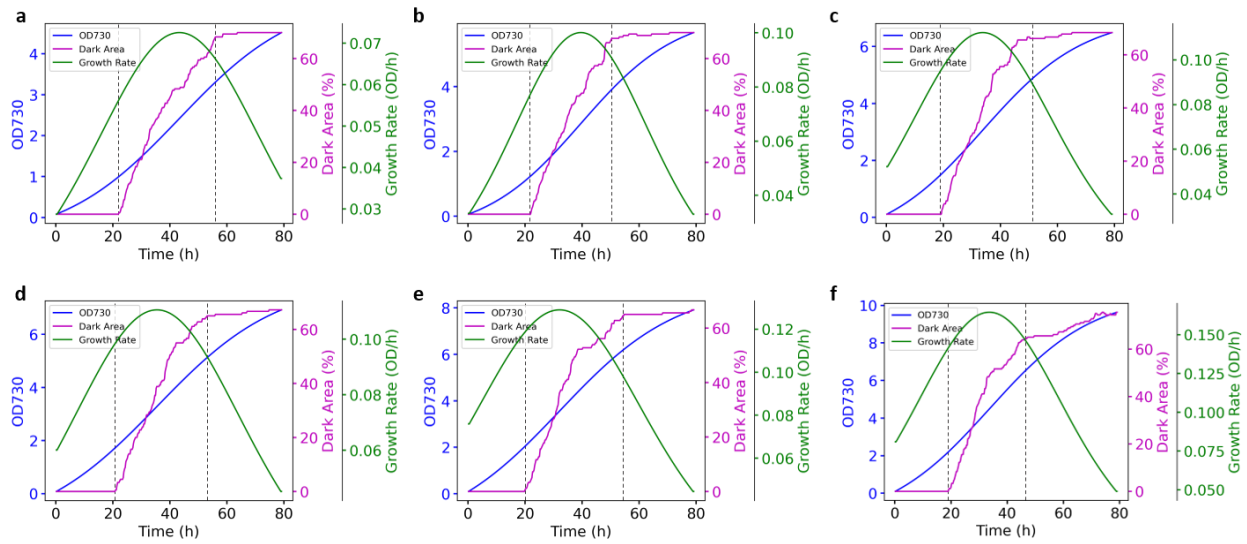 a
OD730
Dark Area
Growth Rate
OD730
0
1
2
3
4
0
20
40
60
80
Time (h)
0
20
40
60
Dark Area (%)
0.03
0.04
0.05
0.06
0.07
Growth Rate (OD/h)
b
OD730
Dark Area
Growth Rate
OD730
0
2
4
0
20
40
60
80
Time (h)
0
20
40
60
Dark Area (%)
0.04
0.06
0.08
0.10
Growth Rate (OD/h)
c
OD730
Dark Area
Growth Rate
OD730
0
2
4
6
0
20
40
60
80
Time (h)
0
20
40
60
Dark Area (%)
0.04
0.06
0.08
0.10
Growth Rate (OD/h)
d
OD730
Dark Area
Growth Rate
OD730
0
2
4
6
0
20
40
60
80
Time (h)
0
20
40
60
Dark Area (%)
0.06
0.08
0.10
Growth Rate (OD/h)
e
OD730
Dark Area
Growth Rate
OD730
0
2
4
6
8
0
20
40
60
80
Time (h)
0
20
40
60
Dark Area (%)
0.06
0.08
0.10
0.12
Growth Rate (OD/h)
f
OD730
Dark Area
Growth Rate
OD730
0
2
4
6
8
10
0
20
40
60
80
Time (h)
0
20
40
60
Dark Area (%)
0.050
0.075
0.100
0.125
0.150
Growth Rate (OD/h)